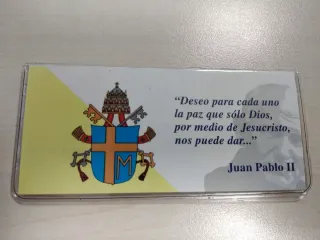 “Deseo para cada uno
la paz que sólo Dios,
por medio de Jesucristo,
nos puede dar...”
Juan Pablo II
M